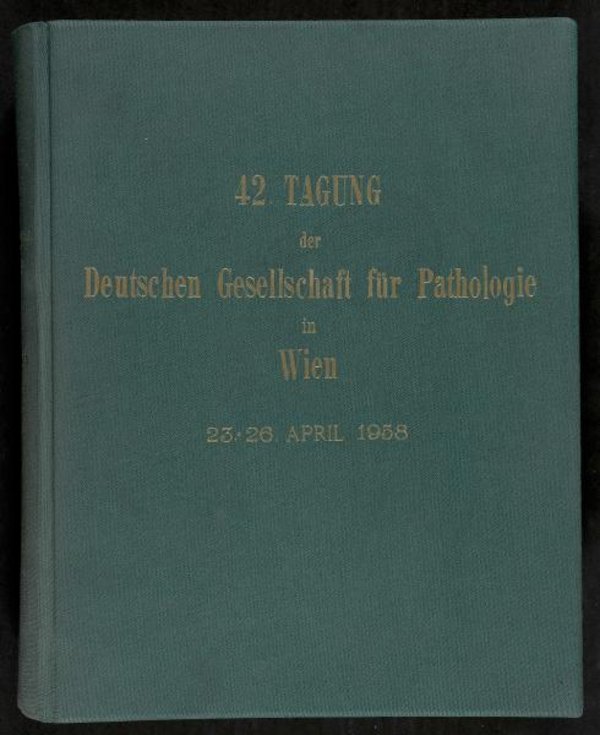 42. TAGUNG
der
Deutschen Gesellschaft für Pathologie
in
Wien
23.-26. APRIL 1958